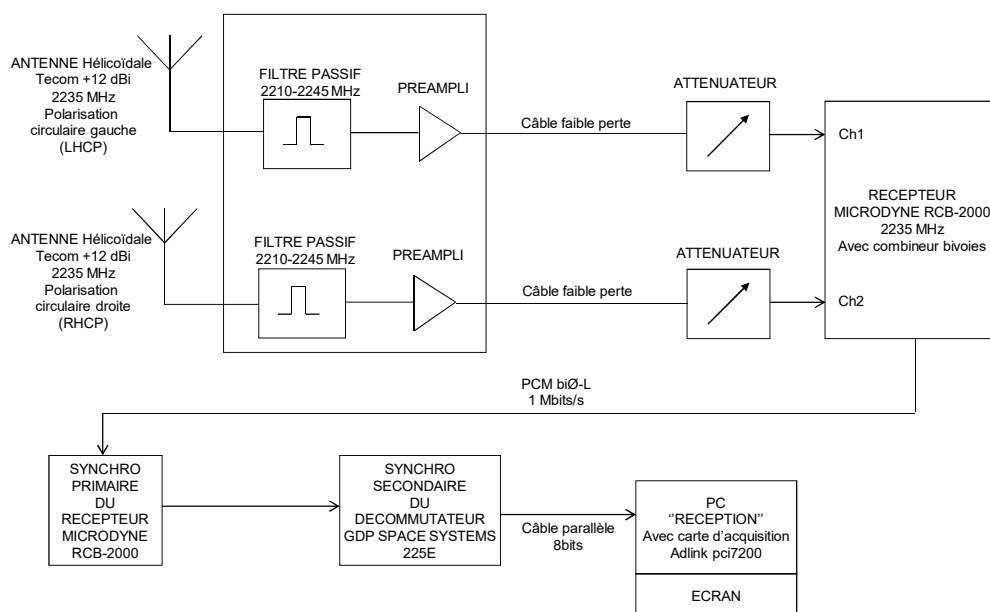 ANTENNE Hélicoïdale
Tecom +12 dBi
2235 MHz
Polarisation
circulaire gauche
(LHCP)
FILTRE PASSIF
2210-2245 MHz
PREAMPLI
Câble faible perte
ATTENUATEUR
Ch1
RECEPTEUR
MICRODYNE RCB-2000
2235 MHz
Avec combineur bivoies
Ch2
ANTENNE Hélicoïdale
Tecom +12 dBi
2235 MHz
Polarisation
circulaire droite
(RHCP)
FILTRE PASSIF
2210-2245 MHz
PREAMPLI
Câble faible perte
ATTENUATEUR
PCM biØ-L
1 Mbits/s
SYNCHRO
PRIMAIRE
DU
RECEPTEUR
MICRODYNE
RCB-2000
SYNCHRO
SECONDAIRE
DU
DECOMMUTATEUR
GDP SPACE SYSTEMS
225E
Câble parallèle
8bits
PC
‘’RECEPTION’’
Avec carte d’acquisition
Adlink pci7200
ECRAN